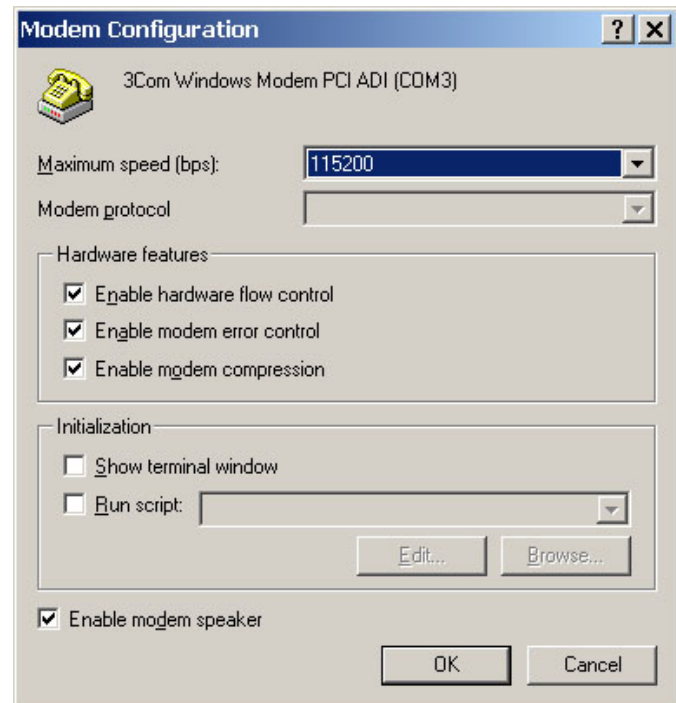 Modem Configuration
3Com Windows Modem PCI ADI (COM3)
Maximum speed (bps): 115200
Modem protocol
Hardware features
Enable hardware flow control
Enable modem error control
Enable modem compression
Initialization
Show terminal window
Run script:
Edit... Browse...
Enable modem speaker
OK Cancel